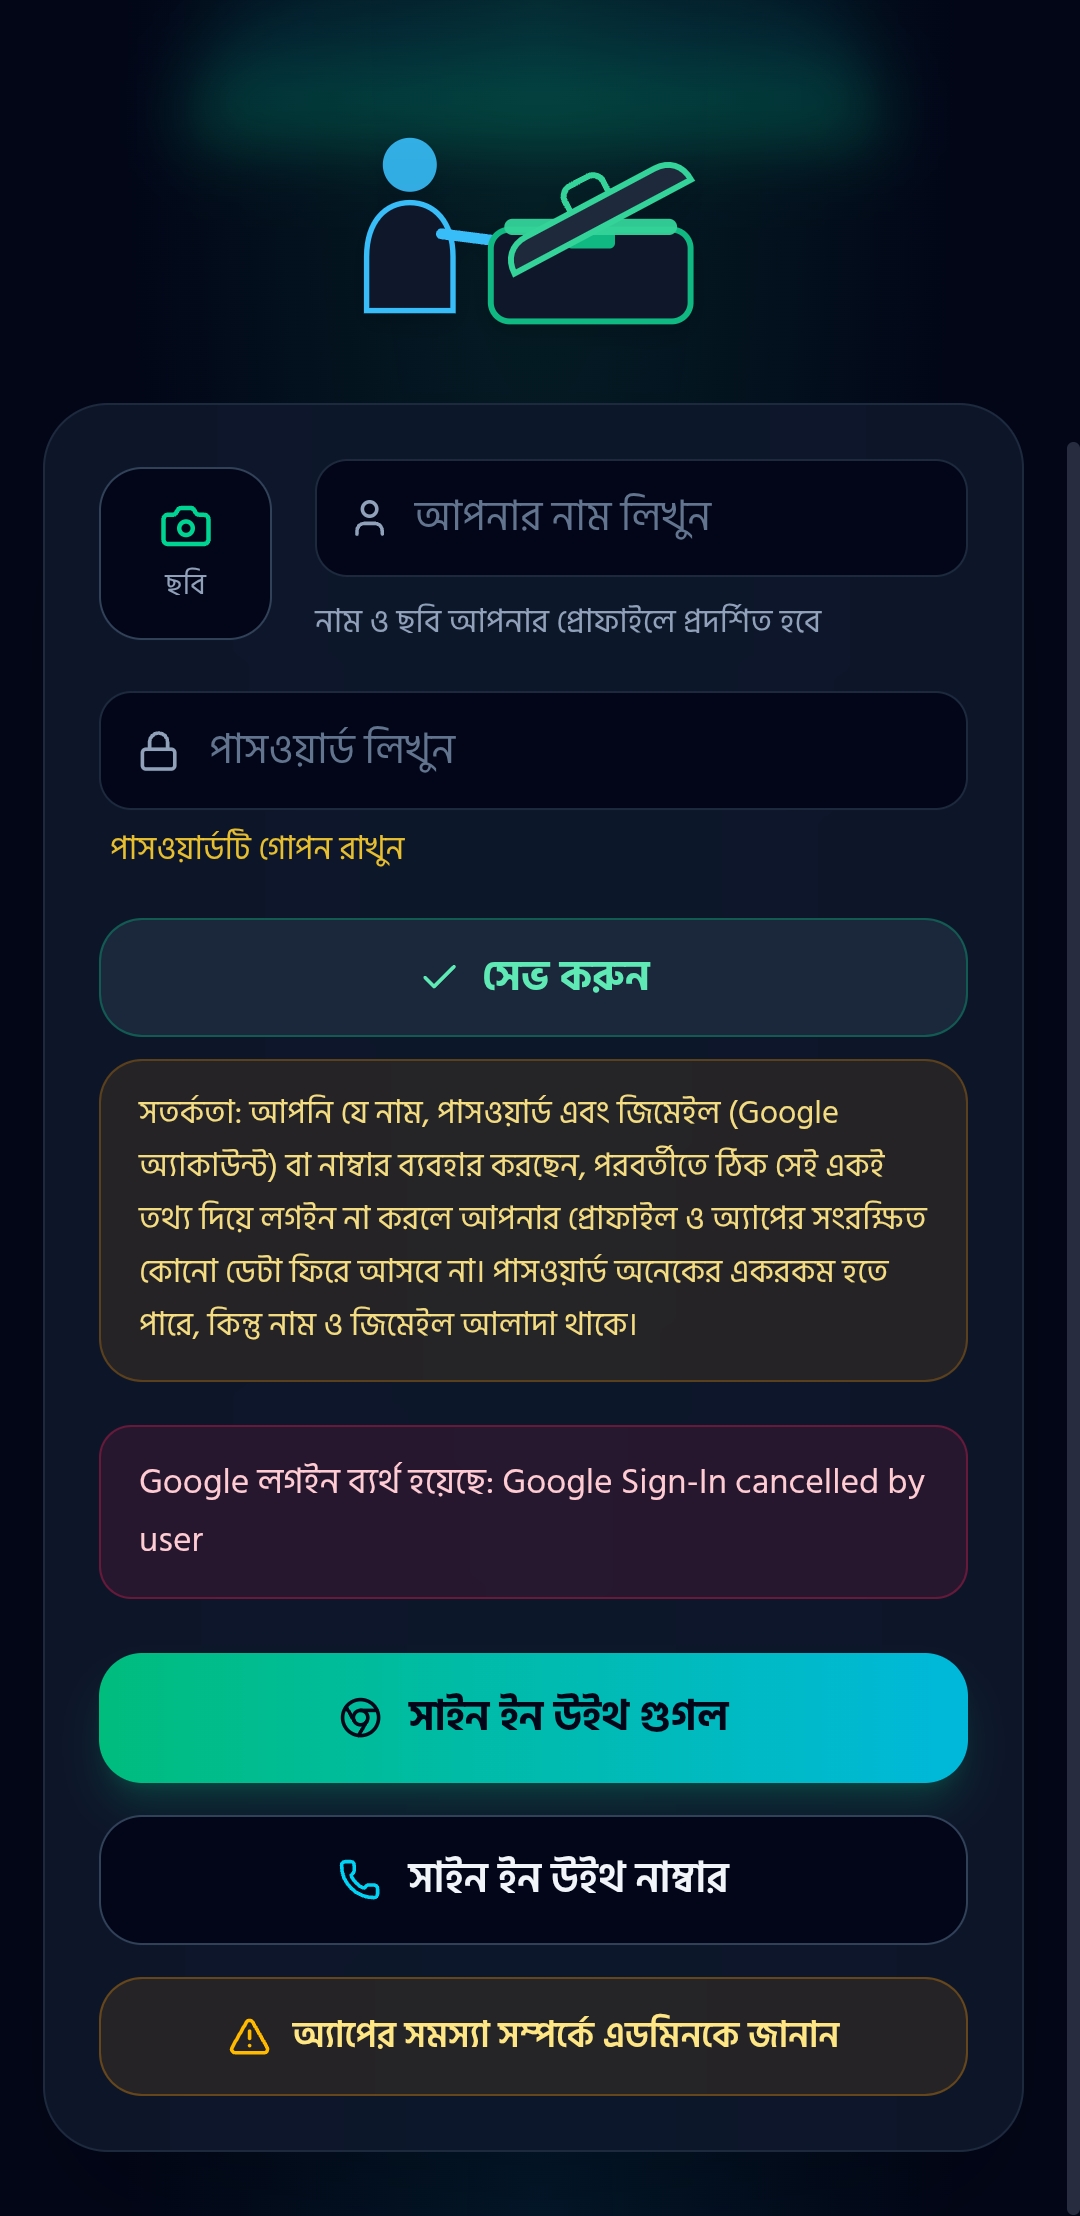 আপনার নাম লিখুন
ছবি
নাম ও ছবি আপনার প্রোফাইলে প্রদর্শিত হবে
পাসওয়ার্ড লিখুন
পাসওয়ার্ডটি গোপন রাখুন
সেভ করুন
সতর্কতা: আপনি যে নাম, পাসওয়ার্ড এবং জিমেইল (Google
অ্যাকাউন্ট) বা নাম্বার ব্যবহার করছেন, পরবর্তীতে ঠিক সেই একই
তথ্য দিয়ে লগইন না করলে আপনার প্রোফাইল ও অ্যাপের সংরক্ষিত
কোনো ডেটা ফিরে আসবে না। পাসওয়ার্ড অনেকের একরকম হতে
পারে, কিন্তু নাম ও জিমেইল আলাদা থাকে।
Google লগইন ব্যর্থ হয়েছে: Google Sign-In cancelled by
user
সাইন ইন উইথ গুগল
সাইন ইন উইথ নাম্বার
অ্যাপের সমস্যা সম্পর্কে এডমিনকে জানান